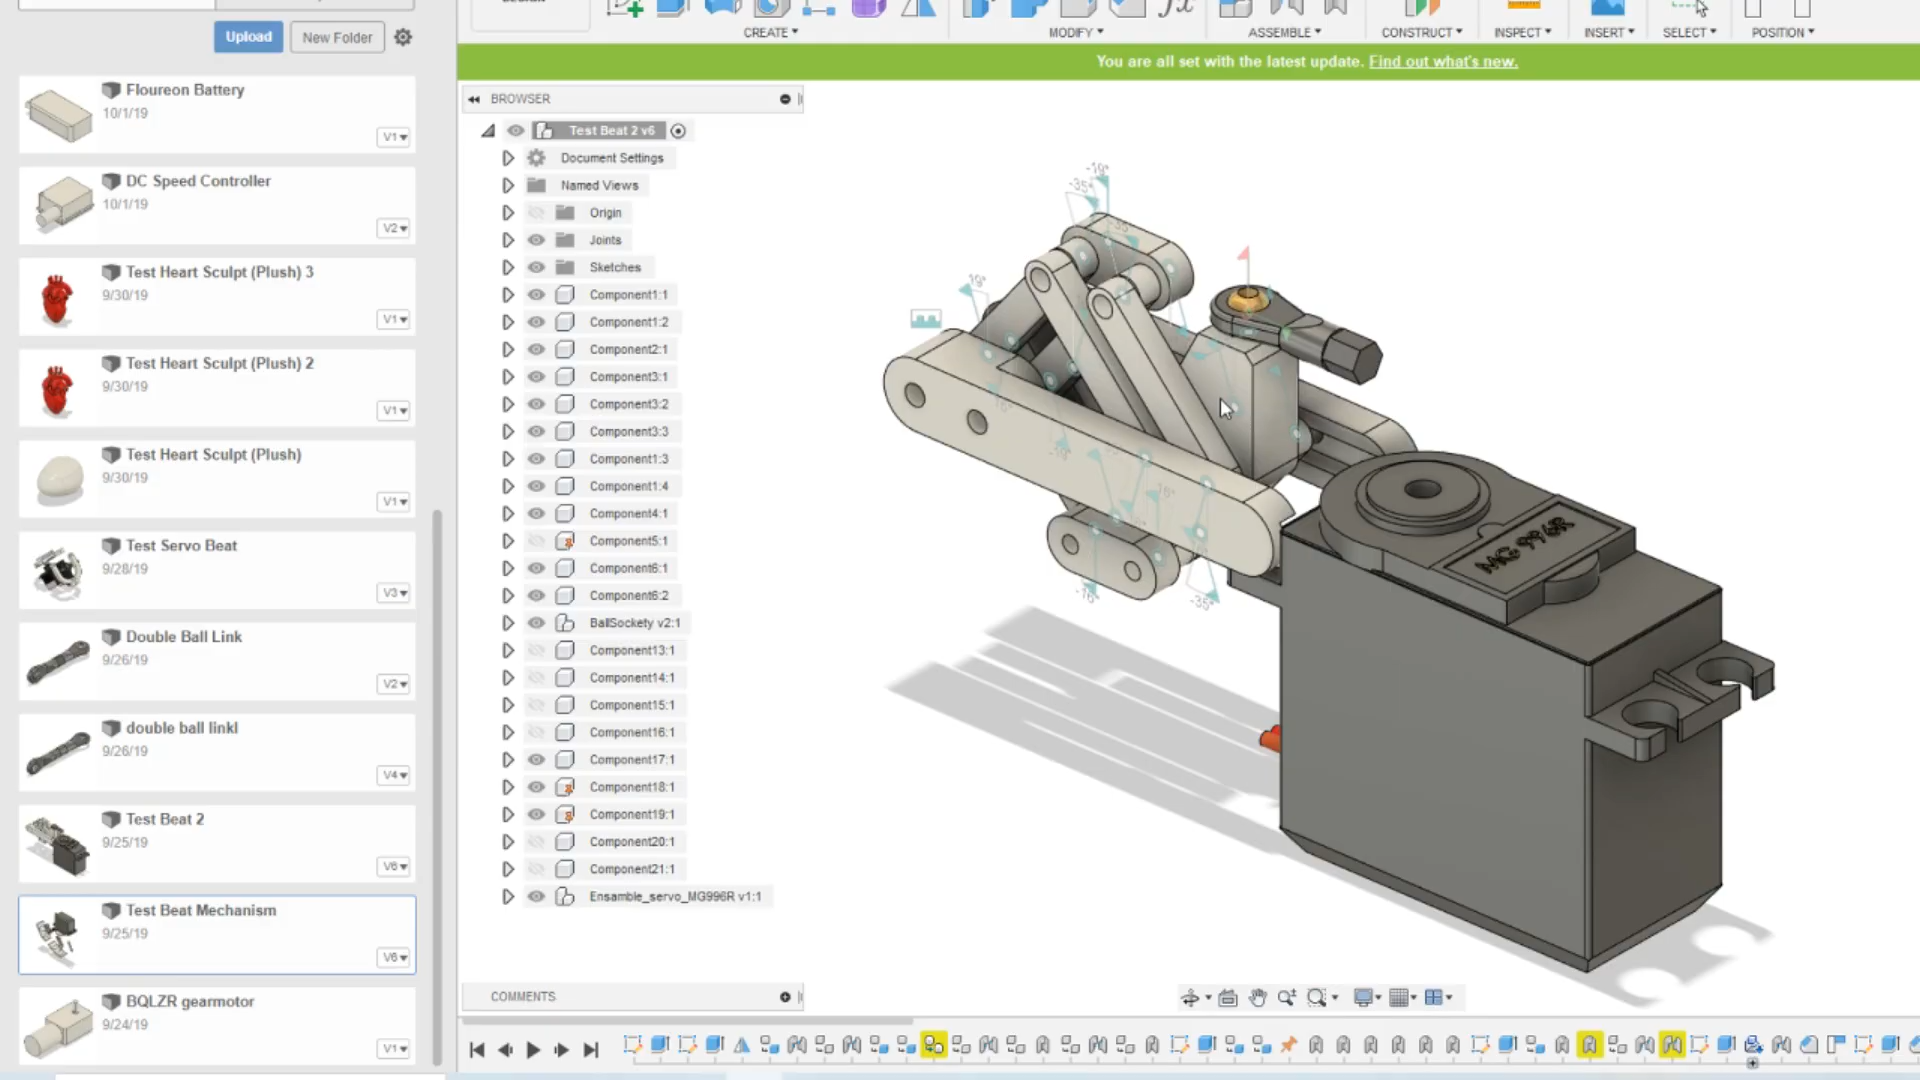 Upload
New Folder
Floureon Battery
10/1/19
V1
DC Speed Controller
10/1/19
V2
Test Heart Sculpt (Plush) 3
9/30/19
V1
Test Heart Sculpt (Plush) 2
9/30/19
V1
Test Heart Sculpt (Plush)
9/30/19
V1
Test Servo Beat
9/28/19
V3
Double Ball Link
9/26/19
V2
double ball linkl
9/26/19
V4
Test Beat 2
9/25/19
V6
Test Beat Mechanism
9/25/19
V6
BQLZR gearmotor
9/24/19
V1
CREATE
MODIFY
ASSEMBLE
CONSTRUCT
INSPECT
INSERT
SELECT
POSITION
You are all set with the latest update. Find out what's new.
BROWSER
Test Beat 2 v6
Document Settings
Named Views
Origin
Joints
Sketches
Component1:1
Component1:2
Component2:1
Component3:1
Component3:2
Component3:3
Component1:3
Component1:4
Component4:1
Component5:1
Component6:1
Component6:2
BallSockety v2:1
Component13:1
Component14:1
Component15:1
Component16:1
Component17:1
Component18:1
Component19:1
Component20:1
Component21:1
Ensamble_servo_MG996R v1:1
-19°
-35°
19°
-16°
-35°
MG 996R
COMMENTS